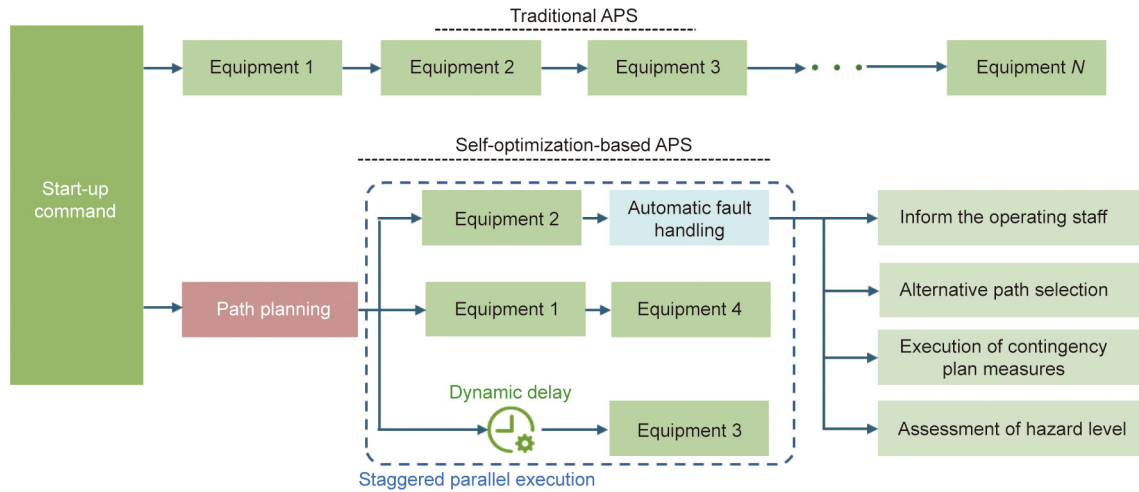 Traditional APS
Start-up
command
Equipment 1
Equipment 2
Equipment 3
• • •
Equipment N
Self-optimization-based APS
Path planning
Equipment 2
Automatic fault
handling
Equipment 1
Equipment 4
Dynamic delay
Equipment 3
Staggered parallel execution
Inform the operating staff
Alternative path selection
Execution of contingency
plan measures
Assessment of hazard level